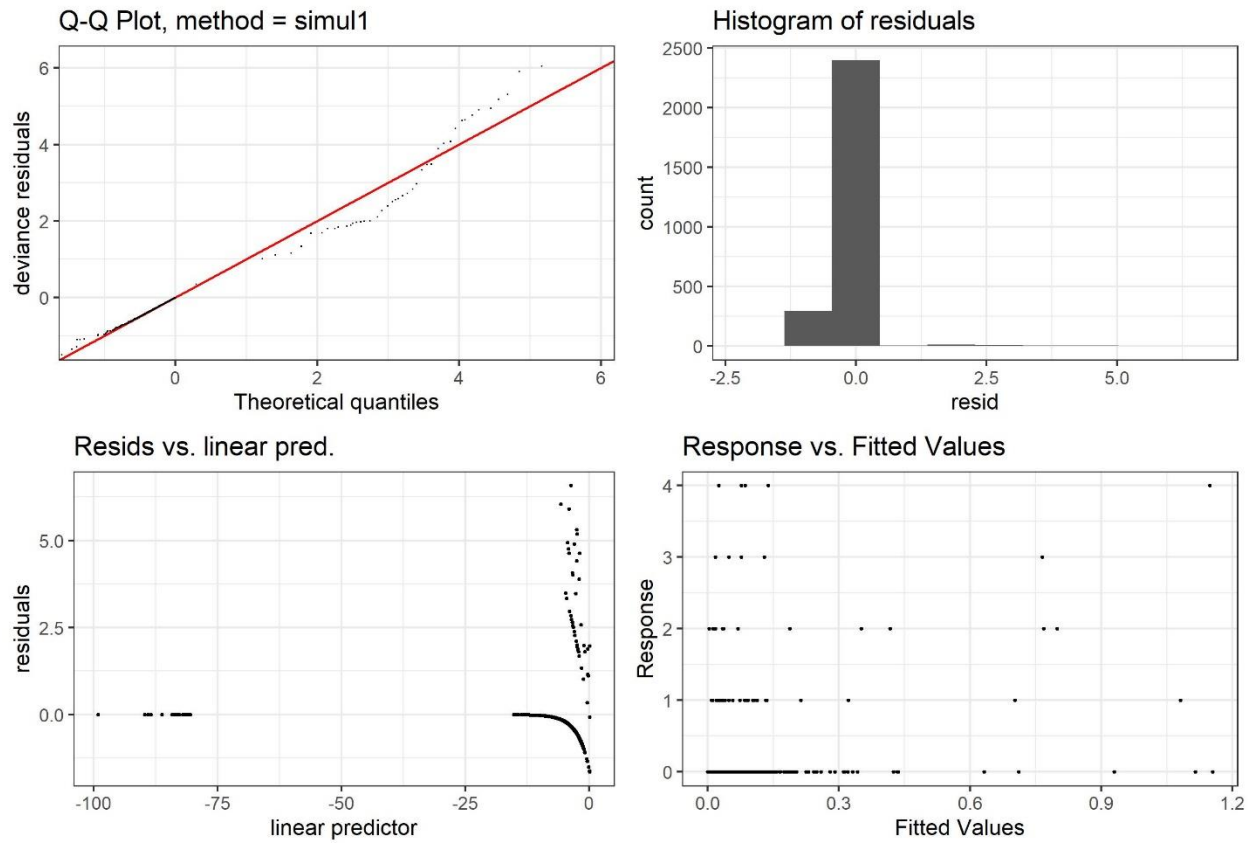 Q-Q Plot, method = simul1
6
4
2
0
deviance residuals
0 2 4 6
Theoretical quantiles
Histogram of residuals
2500
2000
1500
1000
500
0
count
-2.5 0.0 2.5 5.0
resid
Resids vs. linear pred.
5.0
2.5
0.0
residuals
-100 -75 -50 -25 0
linear predictor
Response vs. Fitted Values
4
3
2
1
0
Response
0.0 0.3 0.6 0.9 1.2
Fitted Values